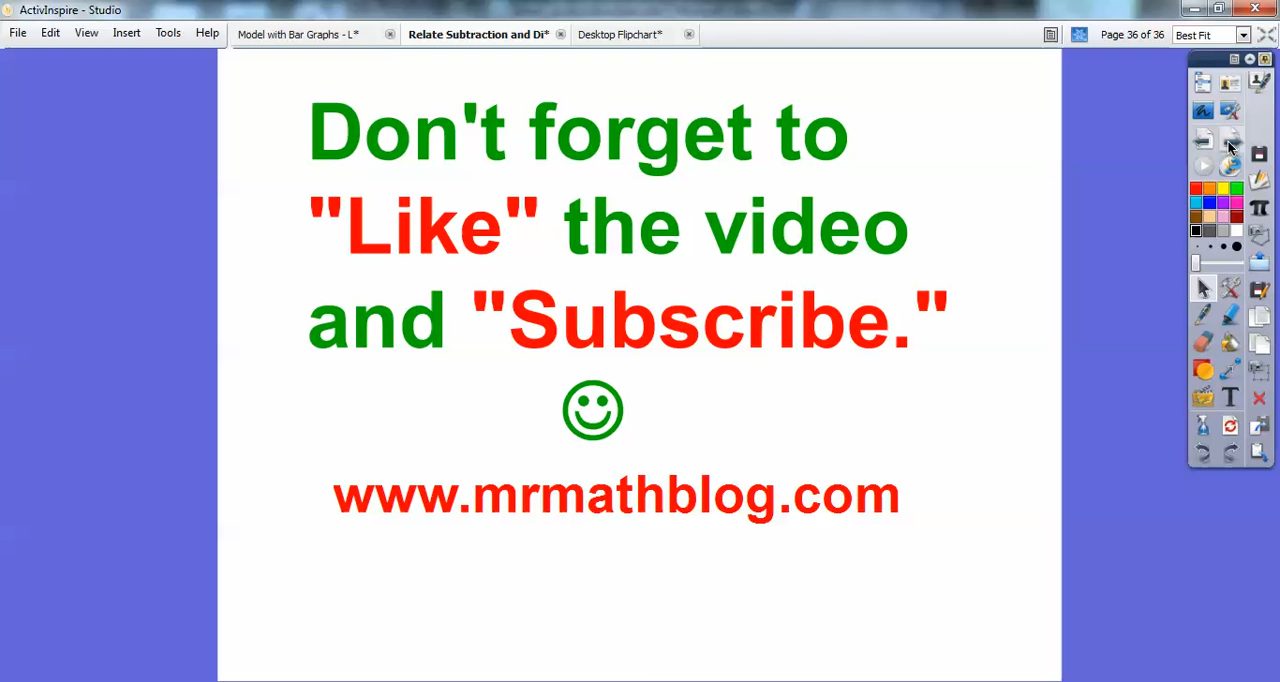 ActivInspire - Studio
File Edit View Insert Tools Help
Model with Bar Graphs - L* Relate Subtraction and Di* Desktop Flipchart* Page 36 of 36 Best Fit
Don't forget to
"Like" the video
and "Subscribe."
www.mrmathblog.com